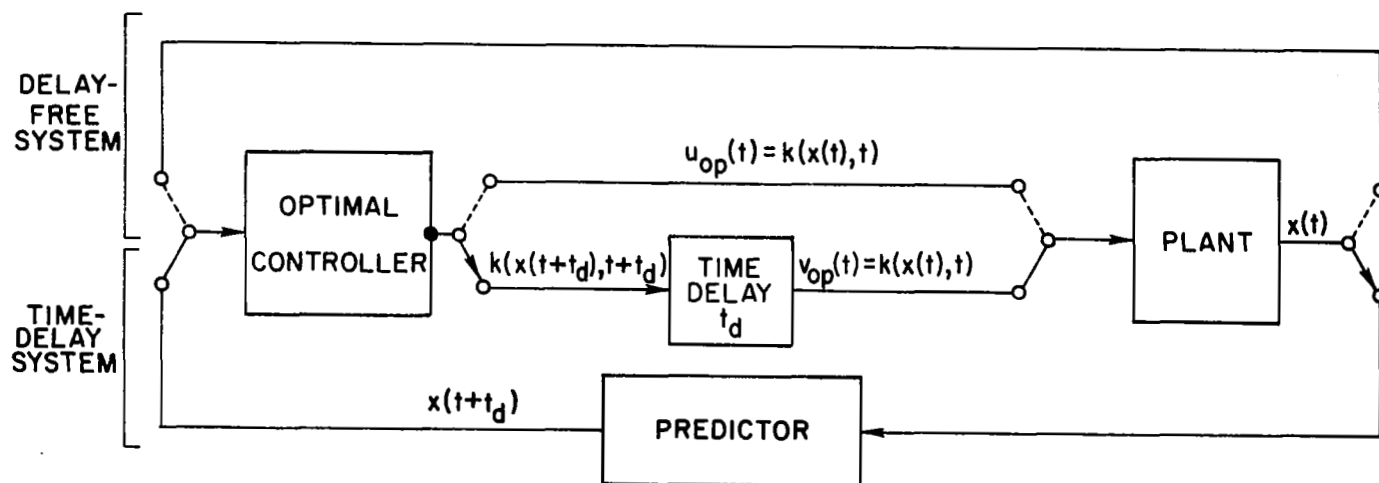 DELAY-
FREE
SYSTEM
TIME-
DELAY
SYSTEM
OPTIMAL
CONTROLLER
u_op(t) = k(x(t), t)
k(x(t+t_d), t+t_d)
TIME
DELAY
t_d
v_op(t) = k(x(t), t)
PLANT
x(t)
x(t+t_d)
PREDICTOR